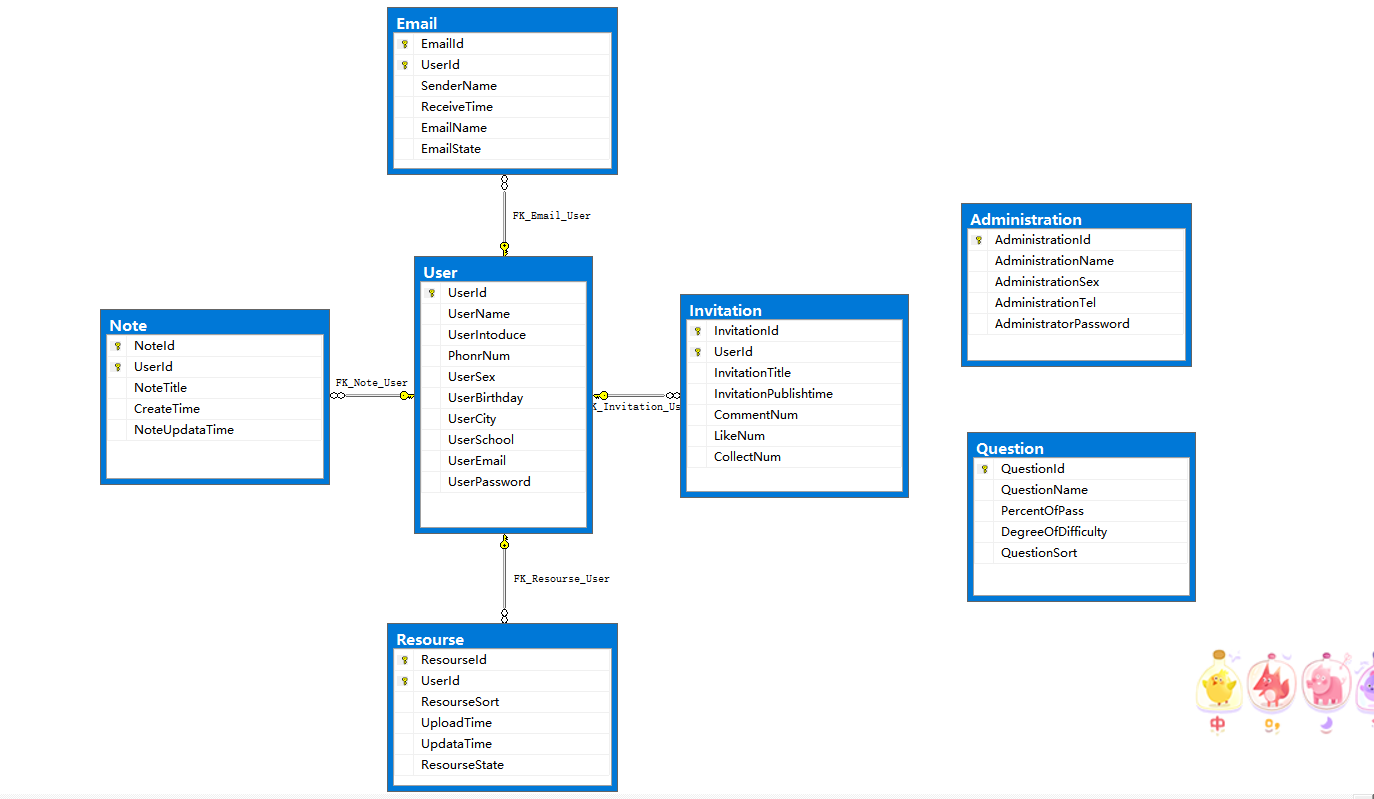 Email
EmailId
UserId
SenderName
ReceiveTime
EmailName
EmailState
FK_Email_User
User
UserId
UserName
UserIntoduce
PhonrNum
UserSex
UserBirthday
UserCity
UserSchool
UserEmail
UserPassword
Note
NoteId
UserId
NoteTitle
CreateTime
NoteUpdataTime
FK_Note_User
K_Invitation_Us
Invitation
InvitationId
UserId
InvitationTitle
InvitationPublishtime
CommentNum
LikeNum
CollectNum
Administration
AdministrationId
AdministrationName
AdministrationSex
AdministrationTel
AdministratorPassword
Question
QuestionId
QuestionName
PercentOfPass
DegreeOfDifficulty
QuestionSort
FK_Resourse_User
Resourse
ResourseId
UserId
ResourseSort
UploadTime
UpdataTime
ResourseState
中